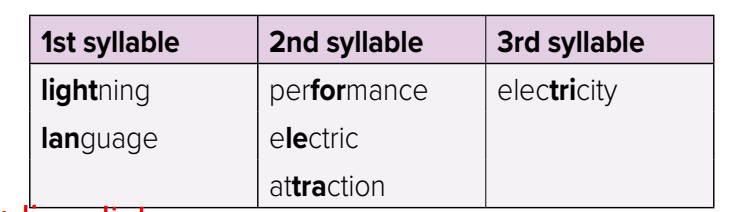 1st syllable 2nd syllable 3rd syllable
lightning performance electricity
language electric
attraction